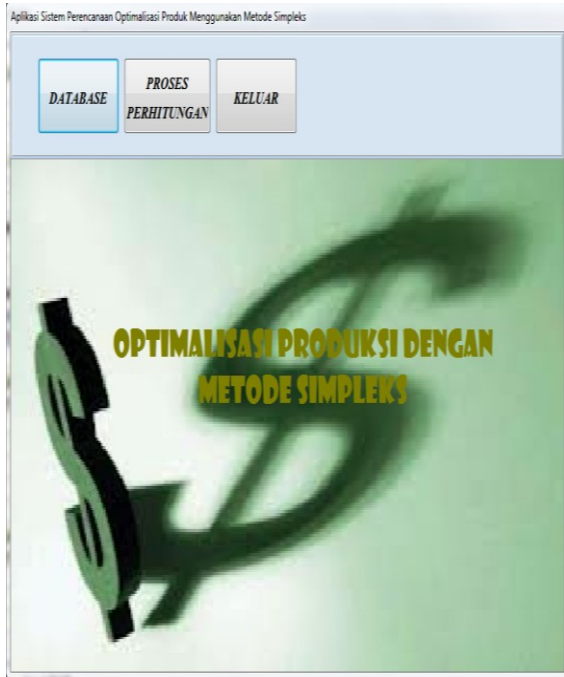 Aplikasi Sistem Perencanaan Optimalisasi Produk Menggunakan Metode Simpleks
DATABASE
PROSES
PERHITUNGAN
KELUAR
OPTIMALISASI PRODUKSI DENGAN
METODE SIMPLEKS